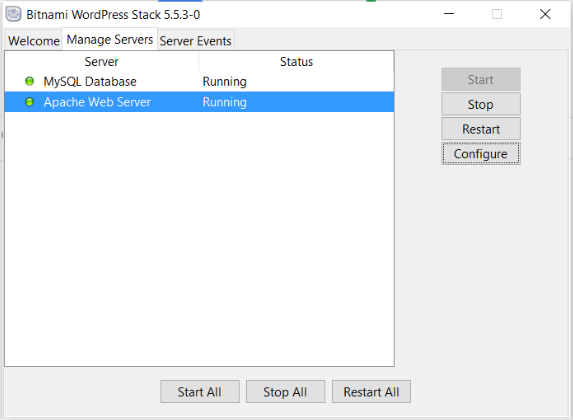 Bitnami WordPress Stack 5.5.3-0
Welcome Manage Servers Server Events
Server Status
MySQL Database Running
Apache Web Server Running
Start
Stop
Restart
Configure
Start All Stop All Restart All